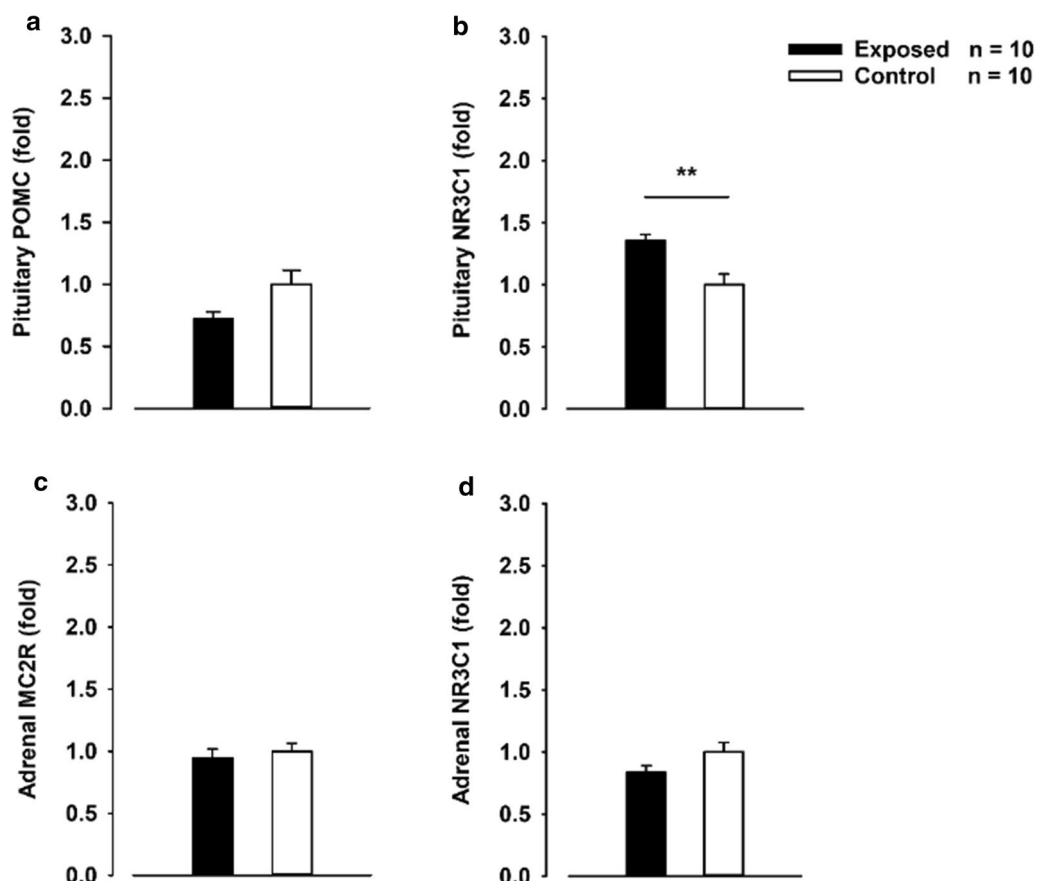 a
3.0
2.5
2.0
1.5
1.0
0.5
0.0
Pituitary POMC (fold)
b
3.0
2.5
2.0
1.5
1.0
0.5
0.0
Pituitary NR3C1 (fold)
**
Exposed n = 10
Control n = 10
c
3.0
2.5
2.0
1.5
1.0
0.5
0.0
Adrenal MC2R (fold)
d
3.0
2.5
2.0
1.5
1.0
0.5
0.0
Adrenal NR3C1 (fold)